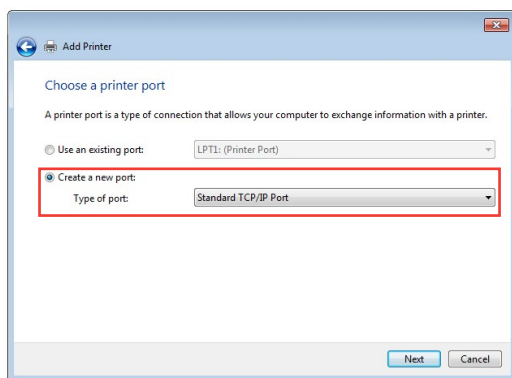 Add Printer
Choose a printer port
A printer port is a type of connection that allows your computer to exchange information with a printer.
Use an existing port: LPT1: (Printer Port)
Create a new port:
Type of port: Standard TCP/IP Port
Next Cancel